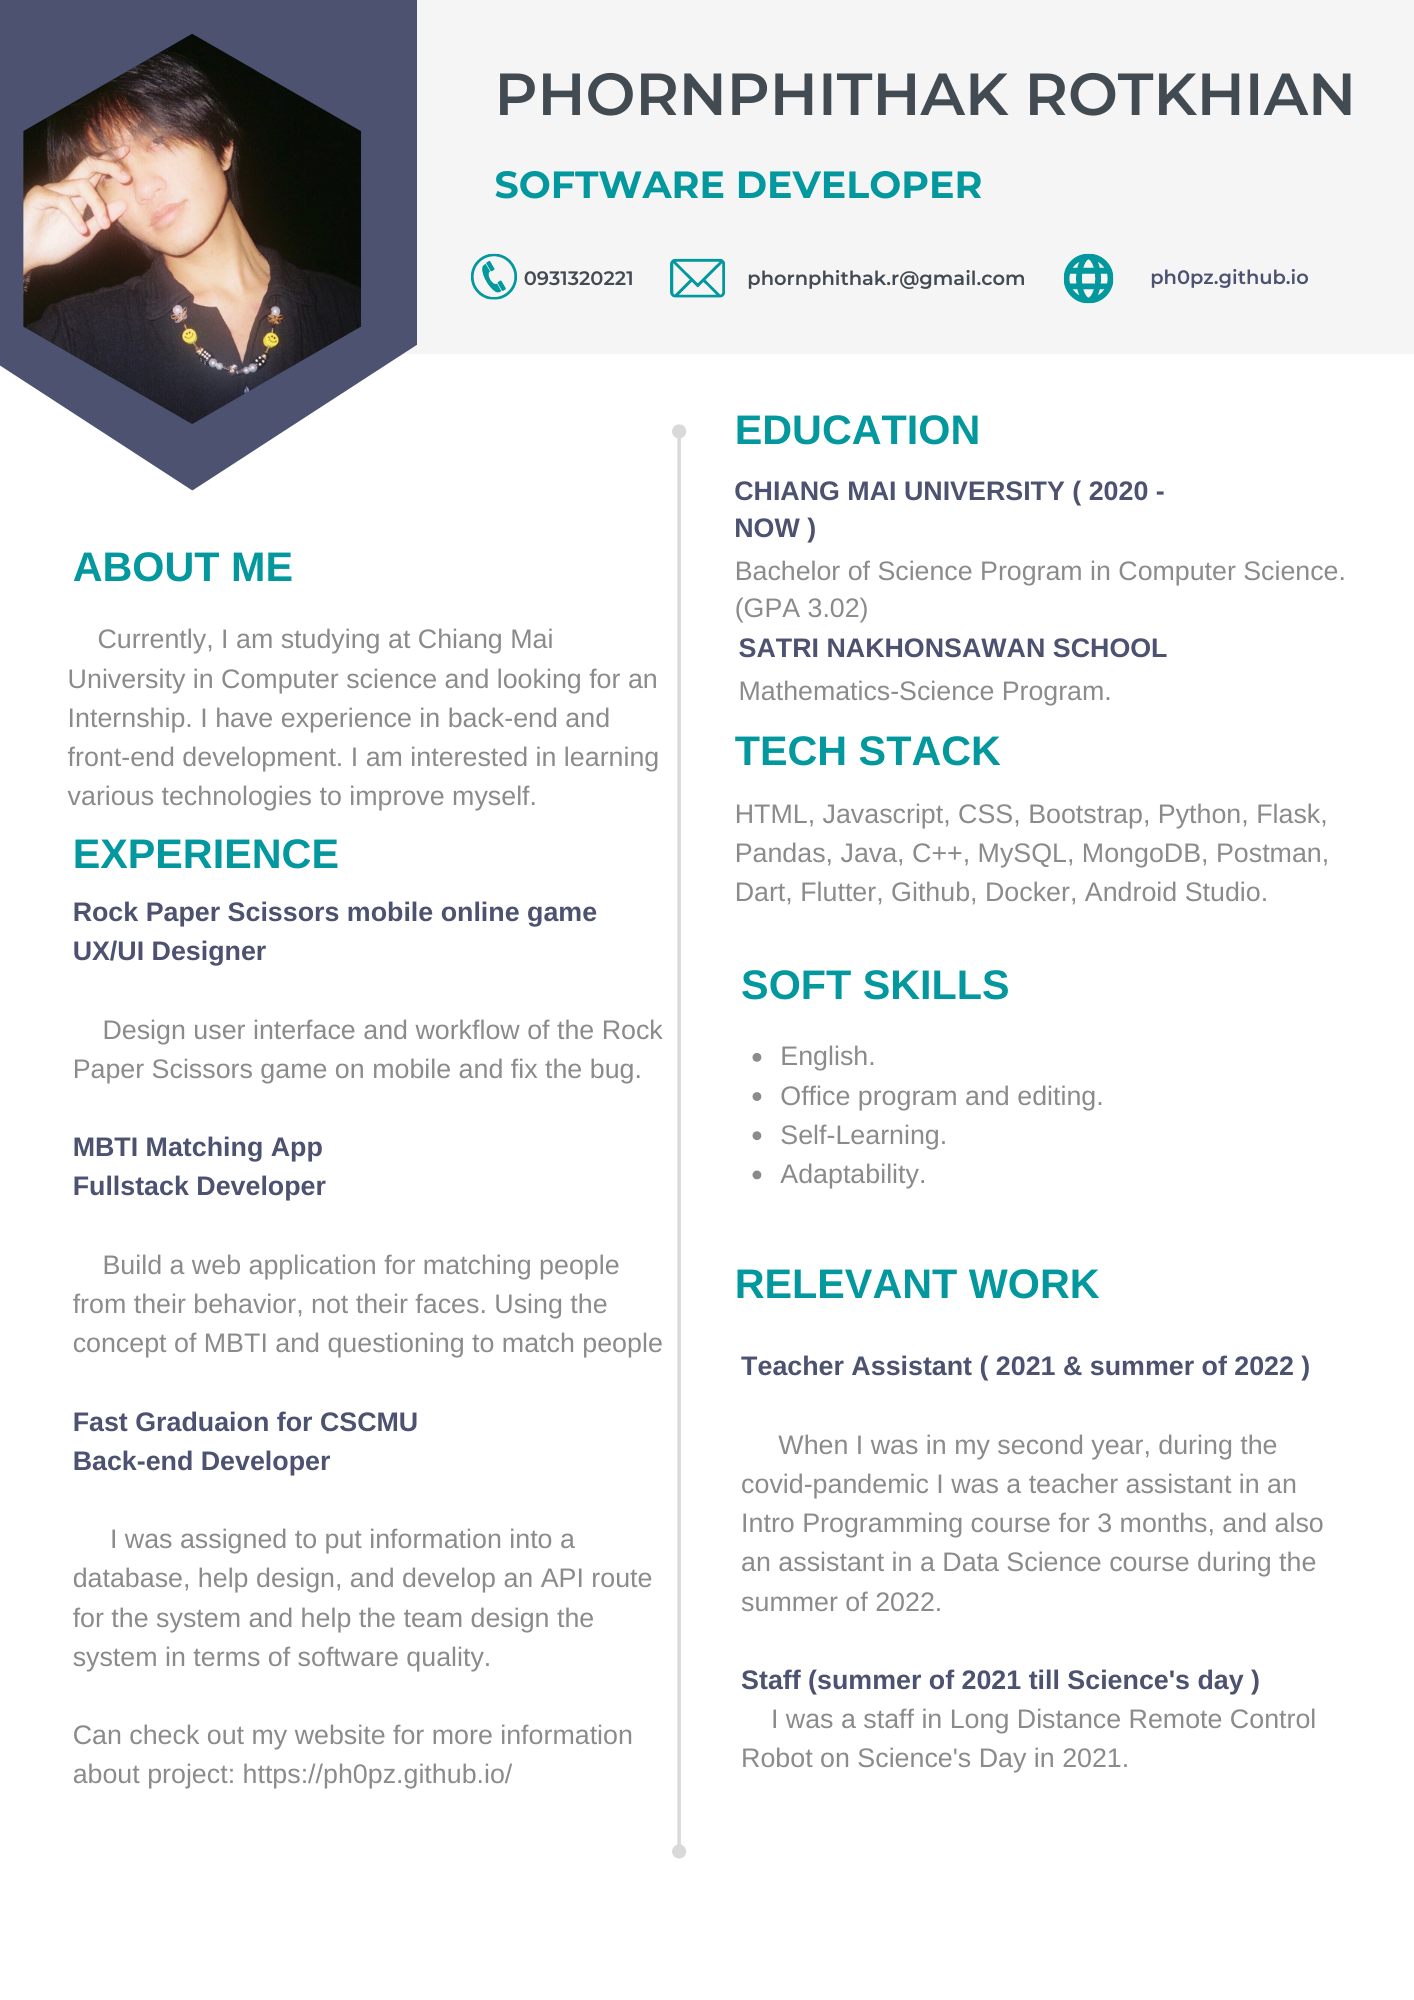 PHORNPHITHAK ROTKHIAN
SOFTWARE DEVELOPER
0931320221
phornphithak.r@gmail.com
ph0pz.github.io
ABOUT ME
Currently, I am studying at Chiang Mai
University in Computer science and looking for an
Internship. I have experience in back-end and
front-end development. I am interested in learning
various technologies to improve myself.
EXPERIENCE
Rock Paper Scissors mobile online game
UX/UI Designer
Design user interface and workflow of the Rock
Paper Scissors game on mobile and fix the bug.
MBTI Matching App
Fullstack Developer
Build a web application for matching people
from their behavior, not their faces. Using the
concept of MBTI and questioning to match people
Fast Graduaion for CSCMU
Back-end Developer
I was assigned to put information into a
database, help design, and develop an API route
for the system and help the team design the
system in terms of software quality.
Can check out my website for more information
about project: https://ph0pz.github.io/
EDUCATION
CHIANG MAI UNIVERSITY ( 2020 -
NOW )
Bachelor of Science Program in Computer Science.
(GPA 3.02)
SATRI NAKHONSAWAN SCHOOL
Mathematics-Science Program.
TECH STACK
HTML, Javascript, CSS, Bootstrap, Python, Flask,
Pandas, Java, C++, MySQL, MongoDB, Postman,
Dart, Flutter, Github, Docker, Android Studio.
SOFT SKILLS
• English.
• Office program and editing.
• Self-Learning.
• Adaptability.
RELEVANT WORK
Teacher Assistant ( 2021 & summer of 2022 )
When I was in my second year, during the
covid-pandemic I was a teacher assistant in an
Intro Programming course for 3 months, and also
an assistant in a Data Science course during the
summer of 2022.
Staff (summer of 2021 till Science's day )
I was a staff in Long Distance Remote Control
Robot on Science's Day in 2021.